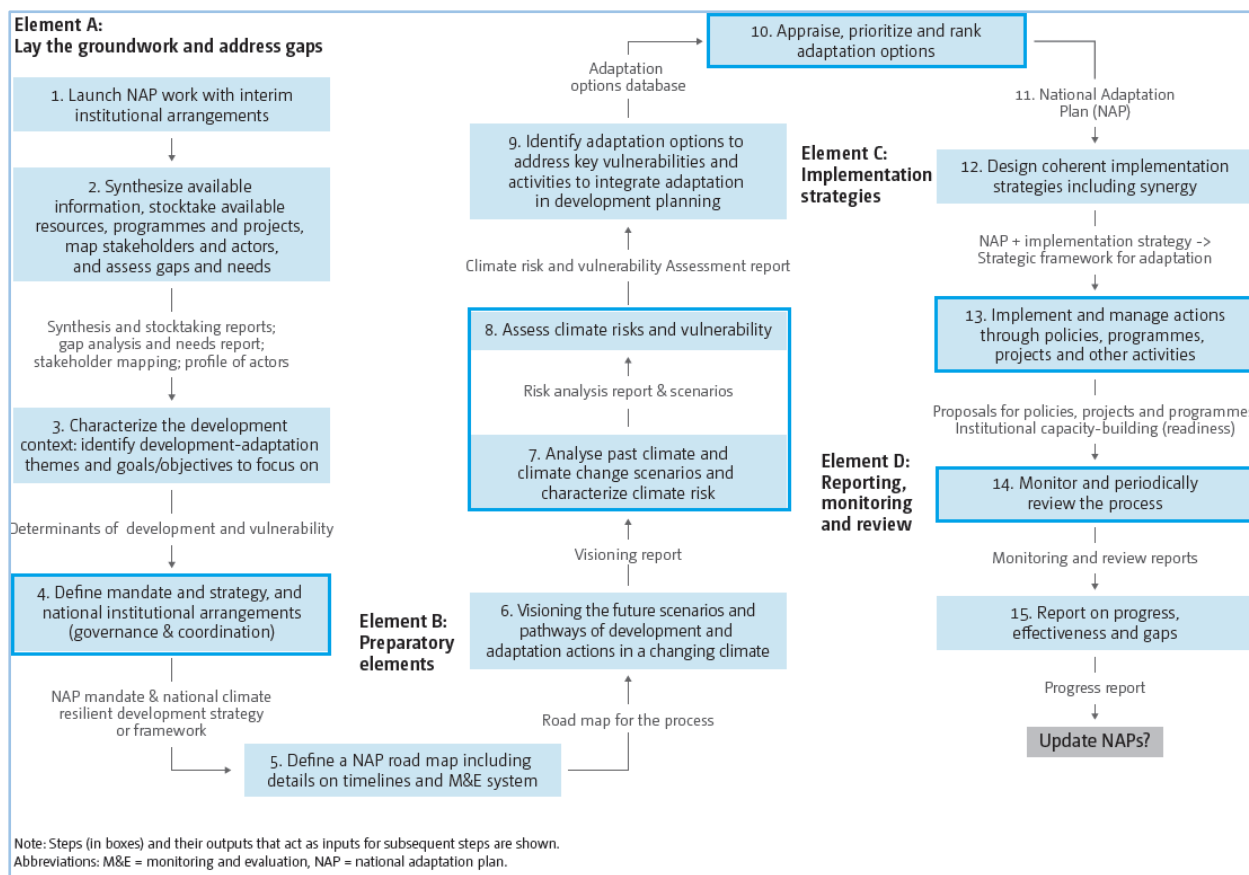 Element A:
Lay the groundwork and address gaps
1. Launch NAP work with interim
institutional arrangements
2. Synthesize available
information, stocktake available
resources, programmes and projects,
map stakeholders and actors,
and assess gaps and needs
Synthesis and stocktaking reports;
gap analysis and needs report;
stakeholder mapping; profile of actors
3. Characterize the development
context: identify development-adaptation
themes and goals/objectives to focus on
Determinants of development and vulnerability
4. Define mandate and strategy, and
national institutional arrangements
(governance & coordination)
NAP mandate & national climate
resilient development strategy
or framework
5. Define a NAP road map including
details on timelines and M&E system
Road map for the process
Element B:
Preparatory
elements
6. Visioning the future scenarios and
pathways of development and
adaptation actions in a changing climate
Visioning report
7. Analyse past climate and
climate change scenarios and
characterize climate risk
Risk analysis report & scenarios
8. Assess climate risks and vulnerability
Climate risk and vulnerability Assessment report
9. Identify adaptation options to
address key vulnerabilities and
activities to integrate adaptation
in development planning
Adaptation
options database
10. Appraise, prioritize and rank
adaptation options
11. National Adaptation
Plan (NAP)
Element C:
Implementation
strategies
12. Design coherent implementation
strategies including synergy
NAP + implementation strategy ->
Strategic framework for adaptation
13. Implement and manage actions
through policies, programmes,
projects and other activities
Proposals for policies, projects and programme
Institutional capacity-building (readiness)
Element D:
Reporting,
monitoring
and review
14. Monitor and periodically
review the process
Monitoring and review reports
15. Report on progress,
effectiveness and gaps
Progress report
Update NAPs?
Note: Steps (in boxes) and their outputs that act as inputs for subsequent steps are shown.
Abbreviations: M&E = monitoring and evaluation, NAP = national adaptation plan.